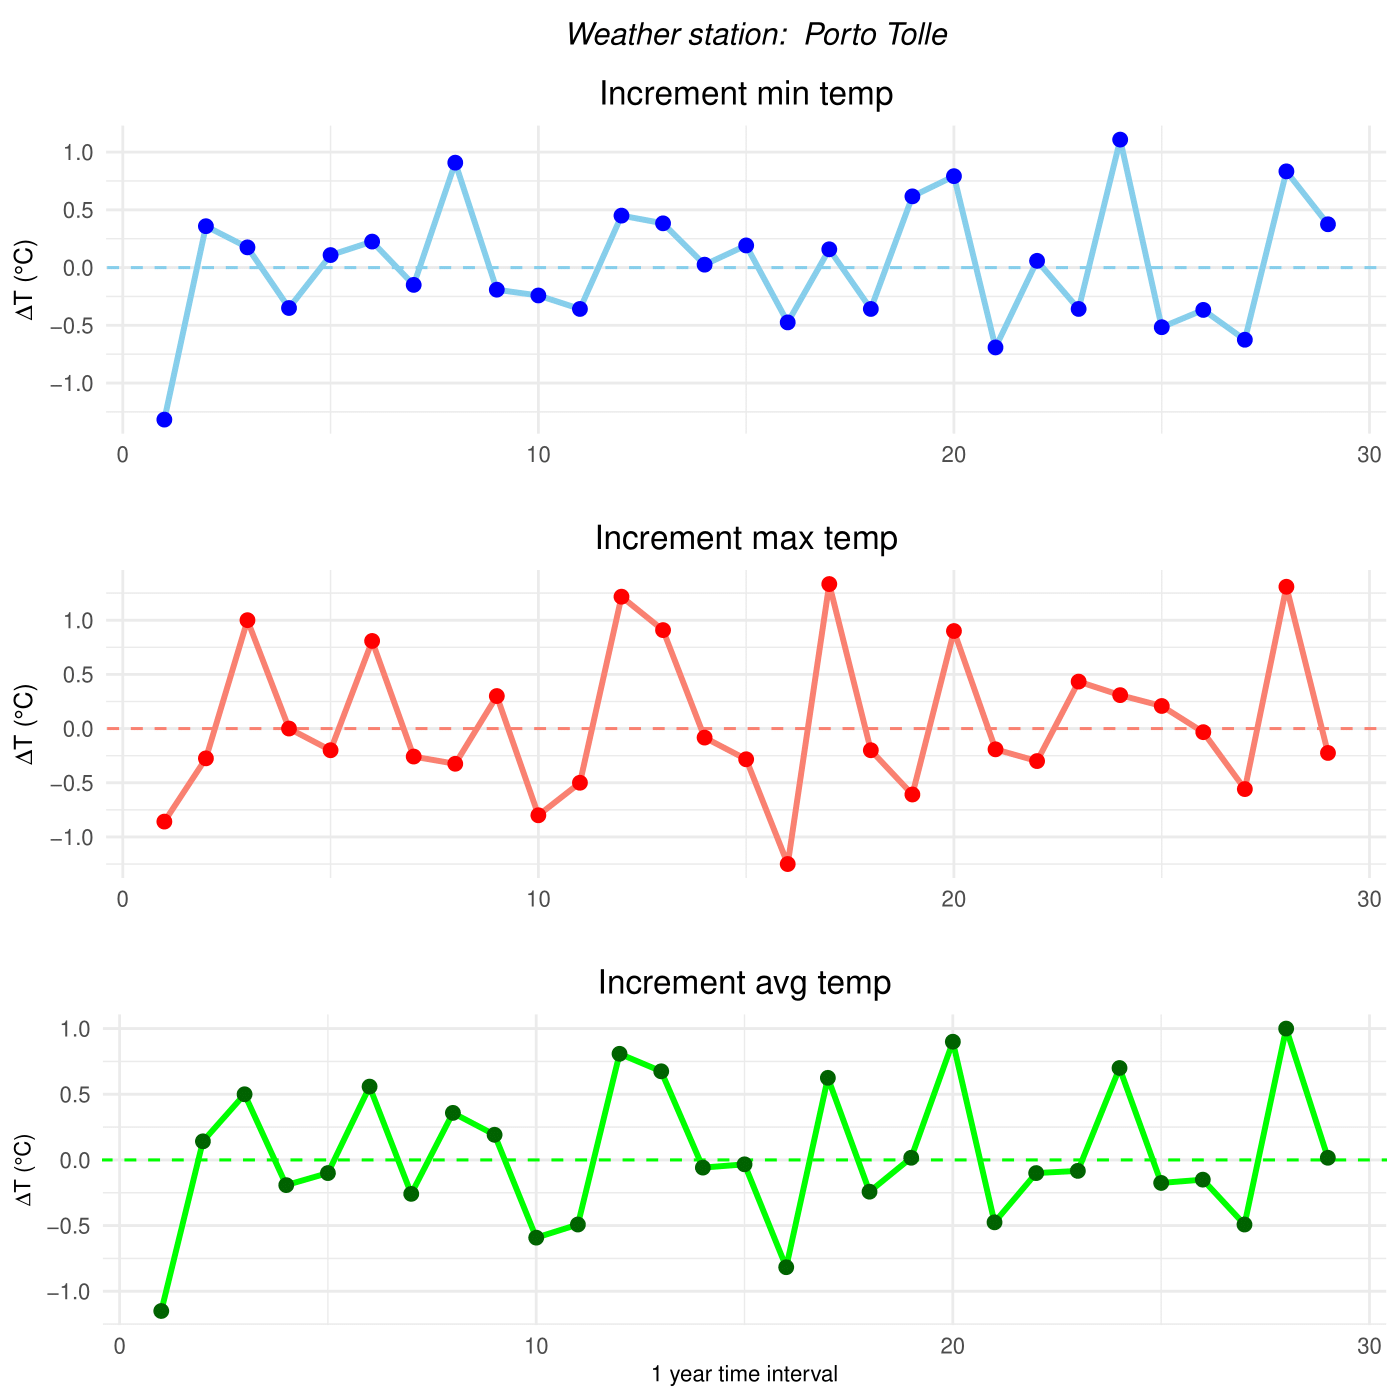 Weather station:  Porto Tolle
Increment min temp
1.0
0.5
0.0
−0.5
−1.0
ΔT (°C)
0 10 20 30
Increment max temp
1.0
0.5
0.0
−0.5
−1.0
ΔT (°C)
0 10 20 30
Increment avg temp
1.0
0.5
0.0
−0.5
−1.0
ΔT (°C)
0 10 20 30
1 year time interval